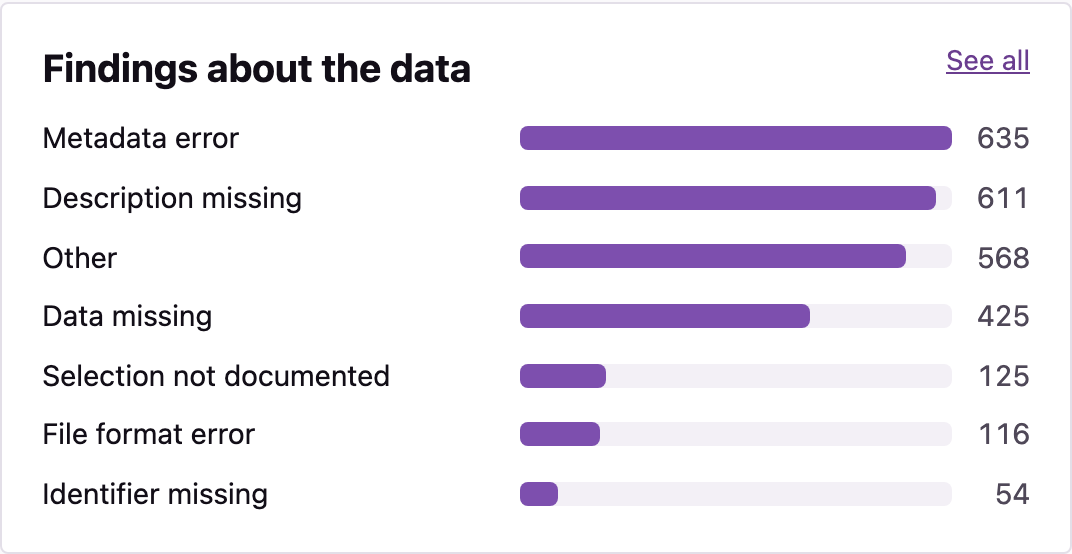 Findings about the data
See all
Metadata error 635
Description missing 611
Other 568
Data missing 425
Selection not documented 125
File format error 116
Identifier missing 54